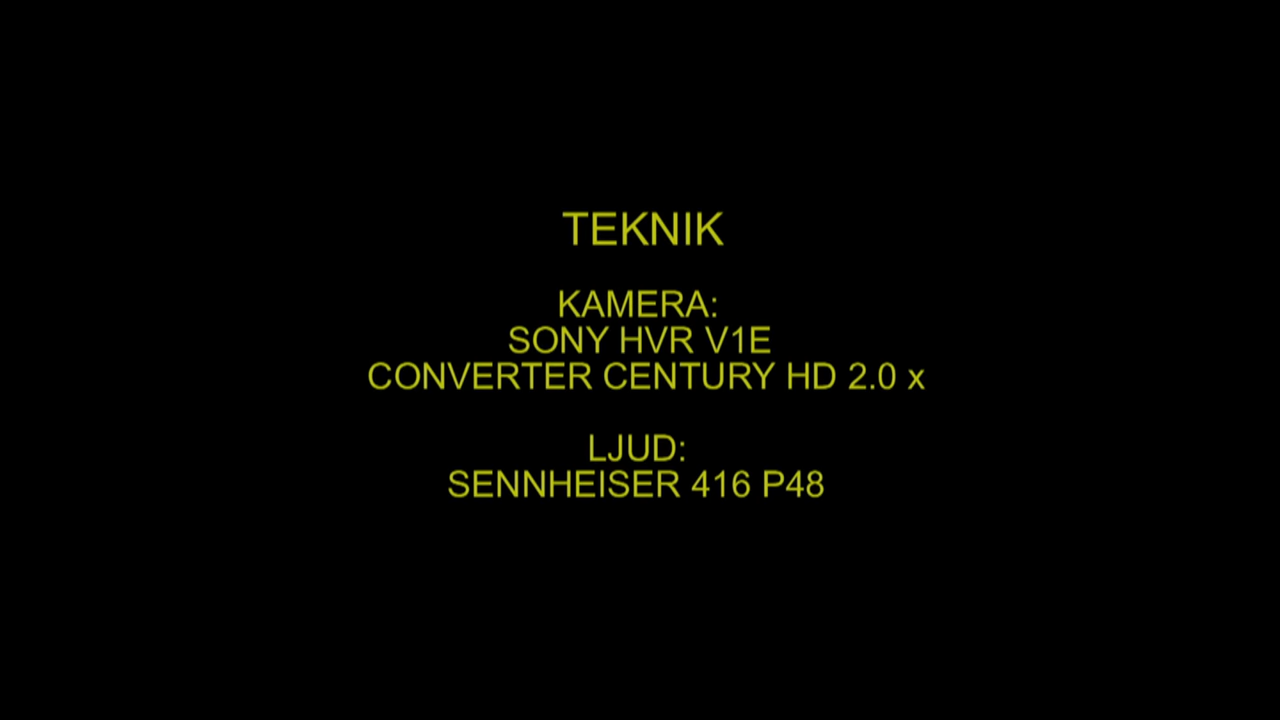 TEKNIK
KAMERA:
SONY HVR V1E
CONVERTER CENTURY HD 2.0 x
LJUD:
SENNHEISER 416 P48